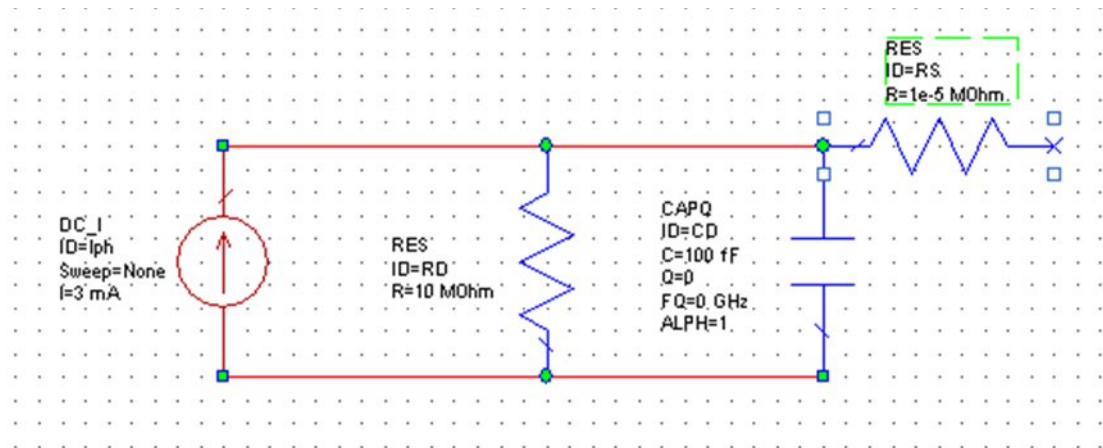 RES
ID=RS
R=1e-5 MOhm
DC_I
ID=Iph
Sweep=None
I=3 mA
RES
ID=RD
R=10 MOhm
CAPQ
ID=CD
C=100 fF
Q=0
FQ=0 GHz
ALPH=1